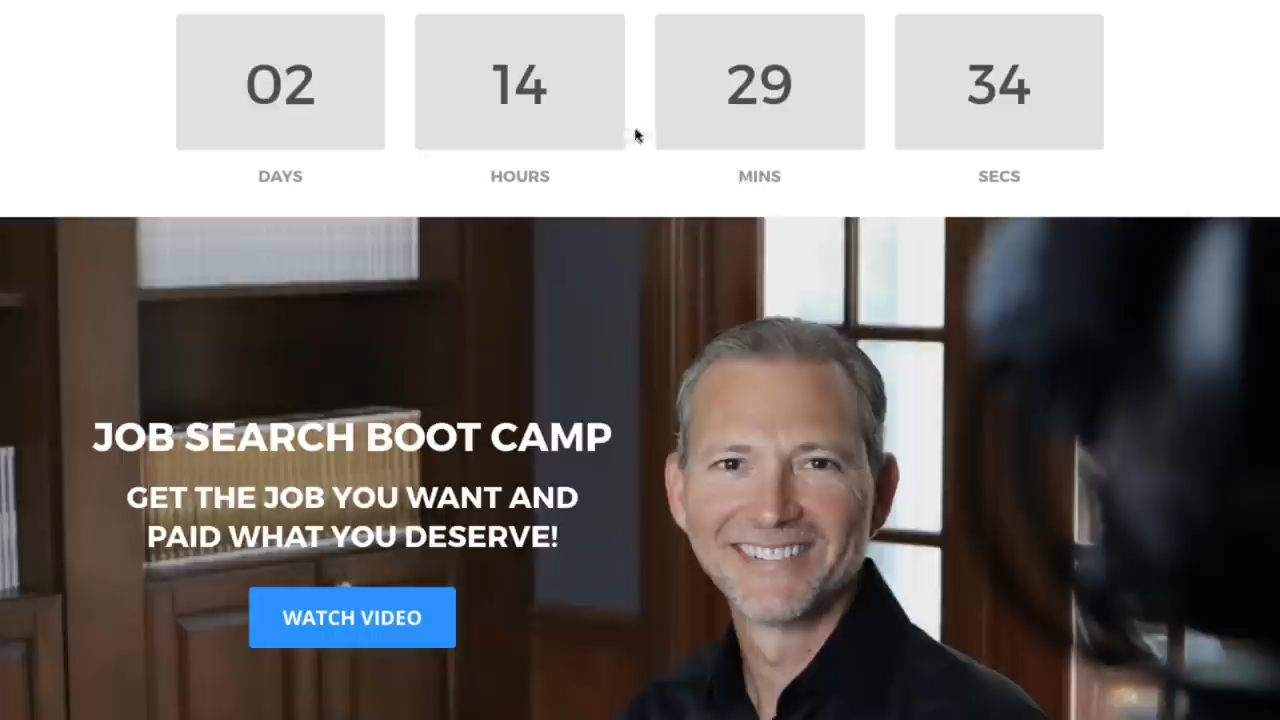 02 14 29 34
DAYS HOURS MINS SECS
JOB SEARCH BOOT CAMP
GET THE JOB YOU WANT AND
PAID WHAT YOU DESERVE!
WATCH VIDEO